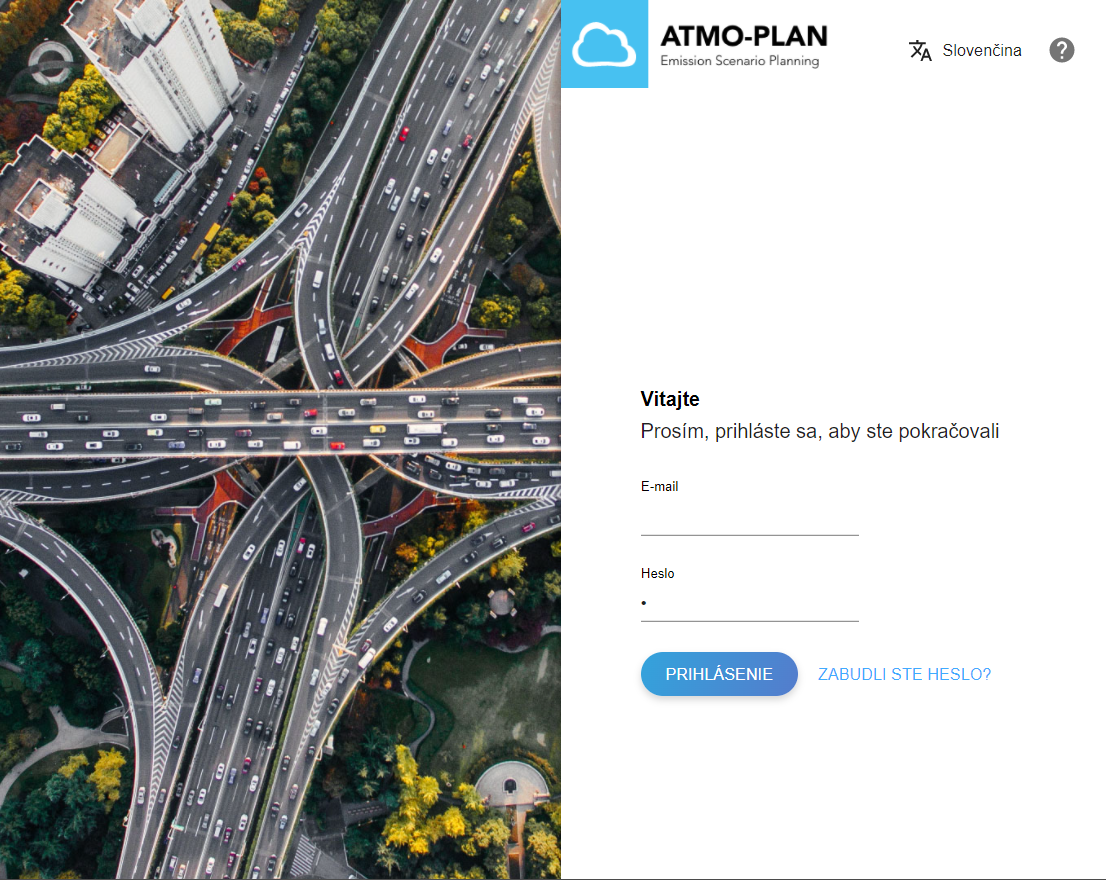 ATMO-PLAN
Emission Scenario Planning
Slovenčina
Vitajte
Prosím, prihláste sa, aby ste pokračovali
E-mail
Heslo
•
PRIHLÁSENIE
ZABUDLI STE HESLO?